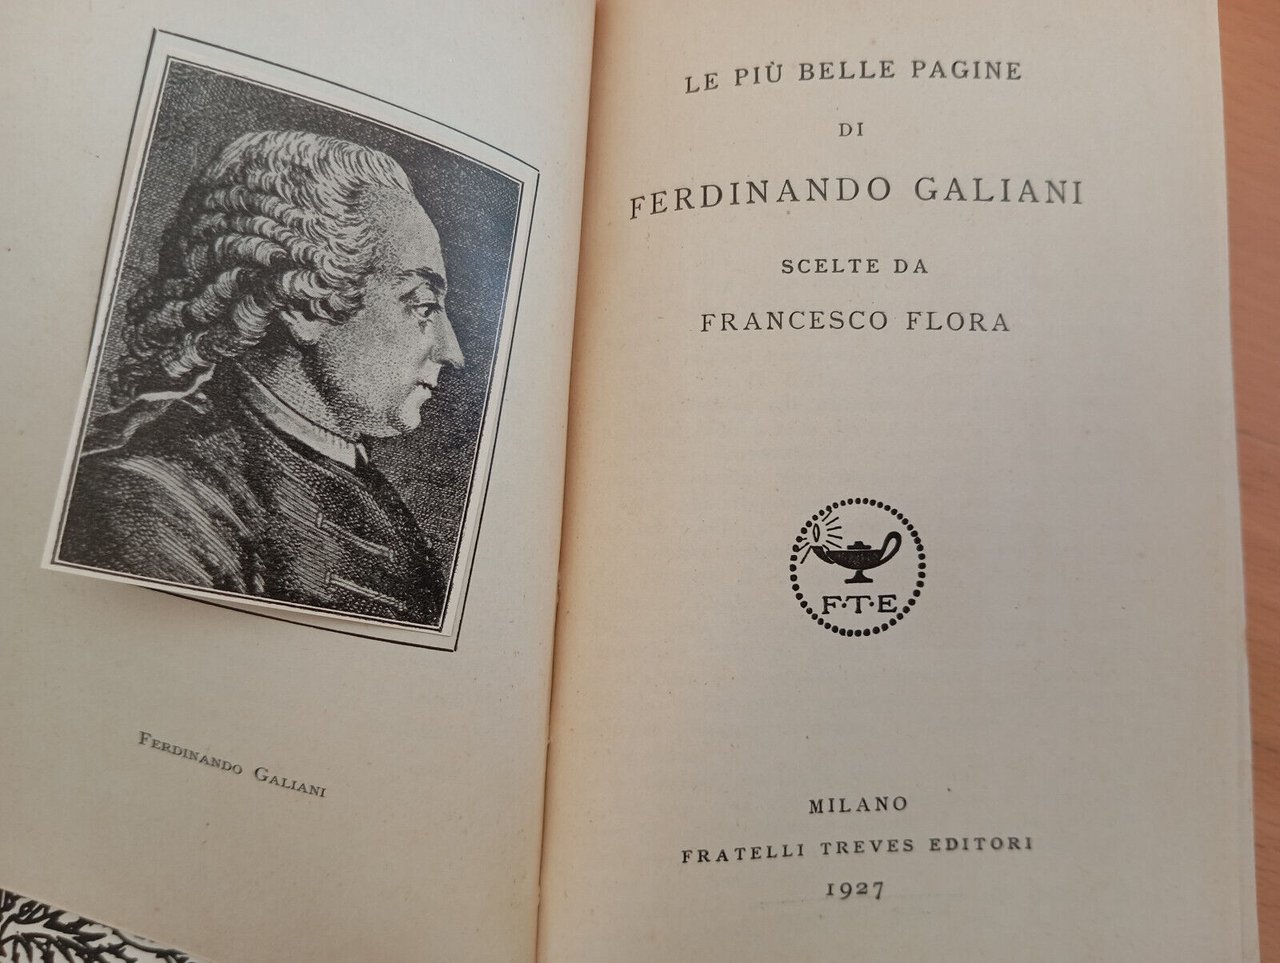 Ferdinando Galiani
LE PIÙ BELLE PAGINE
DI
FERDINANDO GALIANI
SCELTE DA
FRANCESCO FLORA
F·T·E
MILANO
FRATELLI TREVES EDITORI
1927